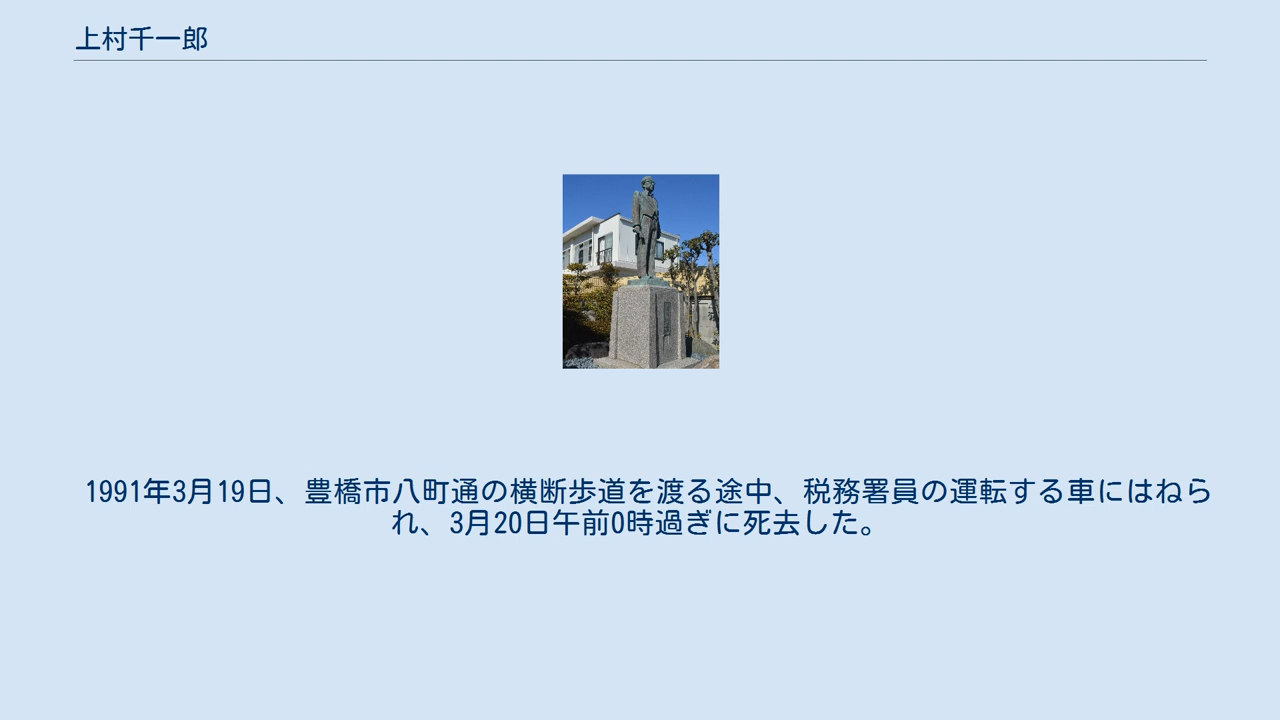 上村千一郎
1991年3月19日、豊橋市八町通の横断歩道を渡る途中、税務署員の運転する車にはねら
れ、3月20日午前0時過ぎに死去した。